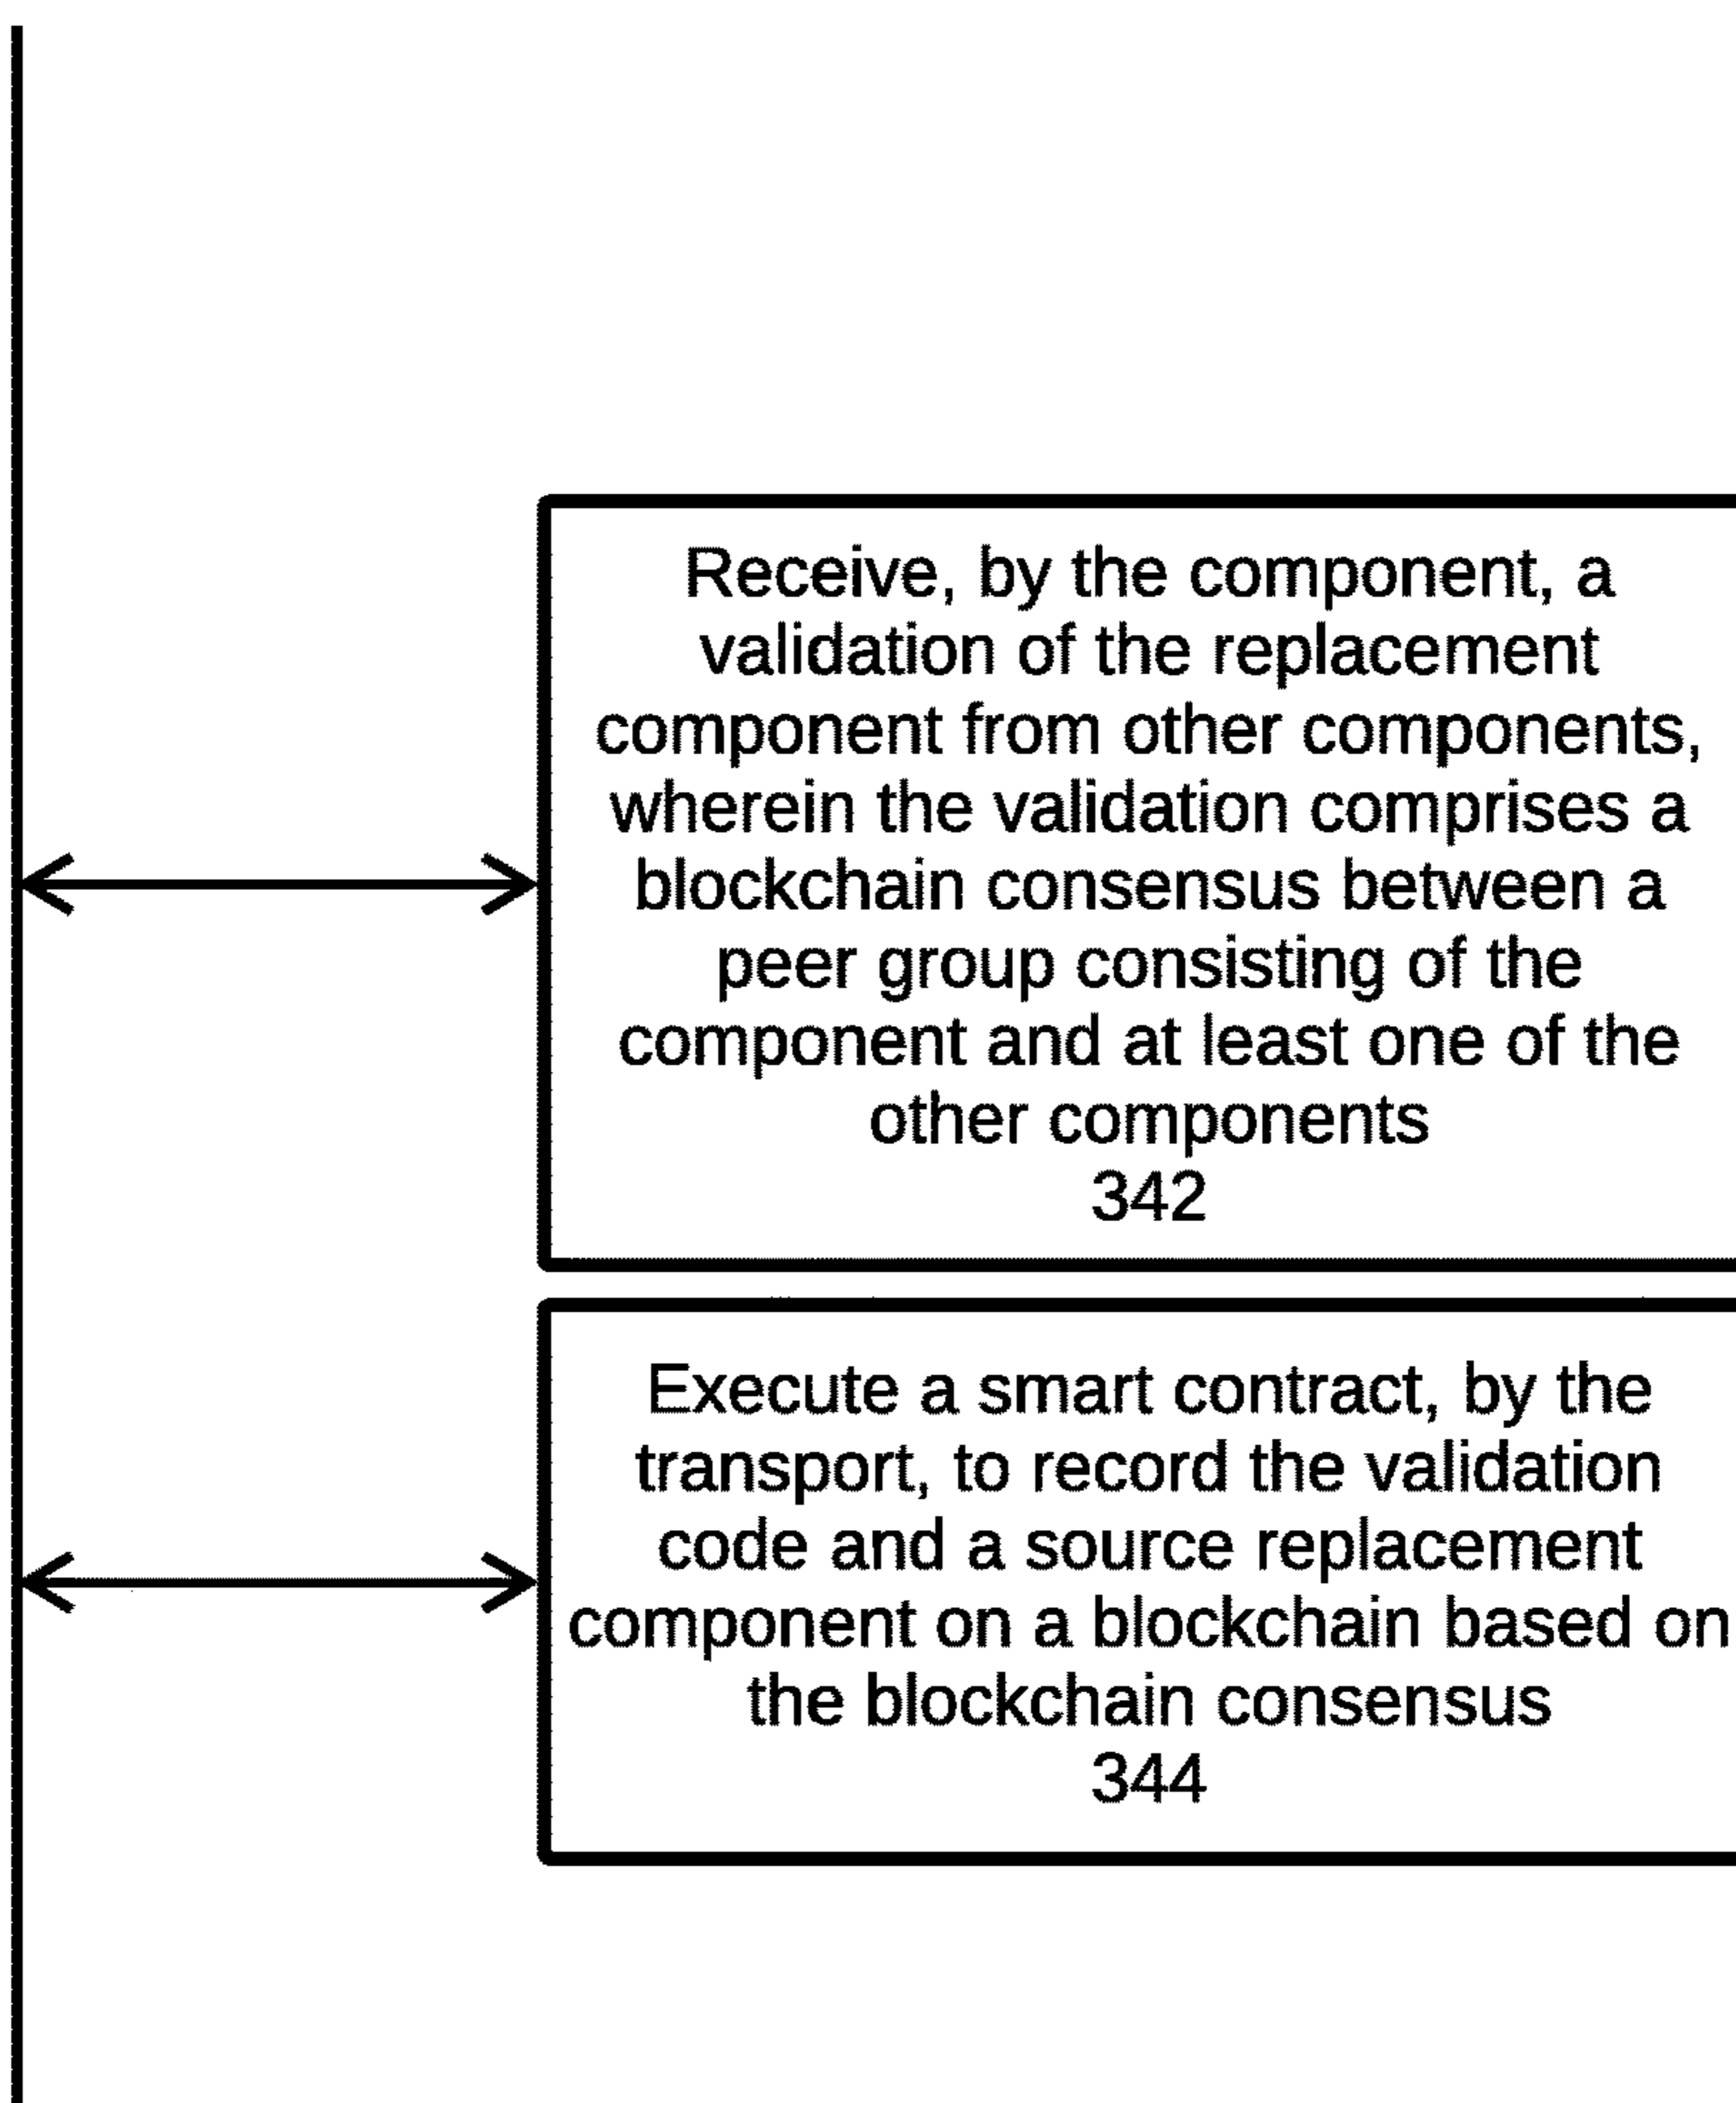 Receive, by the component, a
validation of the replacement
component from other components,
wherein the validation comprises a
blockchain consensus between a
peer group consisting of the
component and at least one of the
other components
342
Execute a smart contract, by the
transport, to record the validation
code and a source replacement
component on a blockchain based on
the blockchain consensus
344